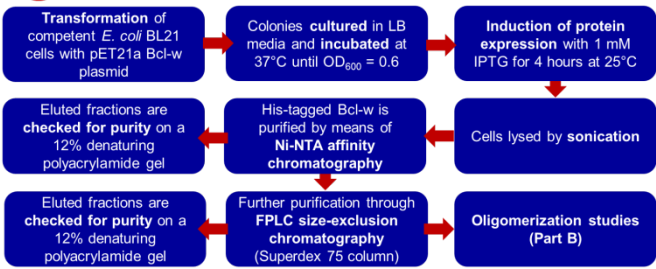 Transformation of
competent E. coli BL21
cells with pET21a Bcl-w
plasmid
Colonies cultured in LB
media and incubated at
37°C until OD600 = 0.6
Induction of protein
expression with 1 mM
IPTG for 4 hours at 25°C
Cells lysed by sonication
His-tagged Bcl-w is
purified by means of
Ni-NTA affinity
chromatography
Eluted fractions are
checked for purity on a
12% denaturing
polyacrylamide gel
Further purification through
FPLC size-exclusion
chromatography
(Superdex 75 column)
Eluted fractions are
checked for purity on a
12% denaturing
polyacrylamide gel
Oligomerization studies
(Part B)